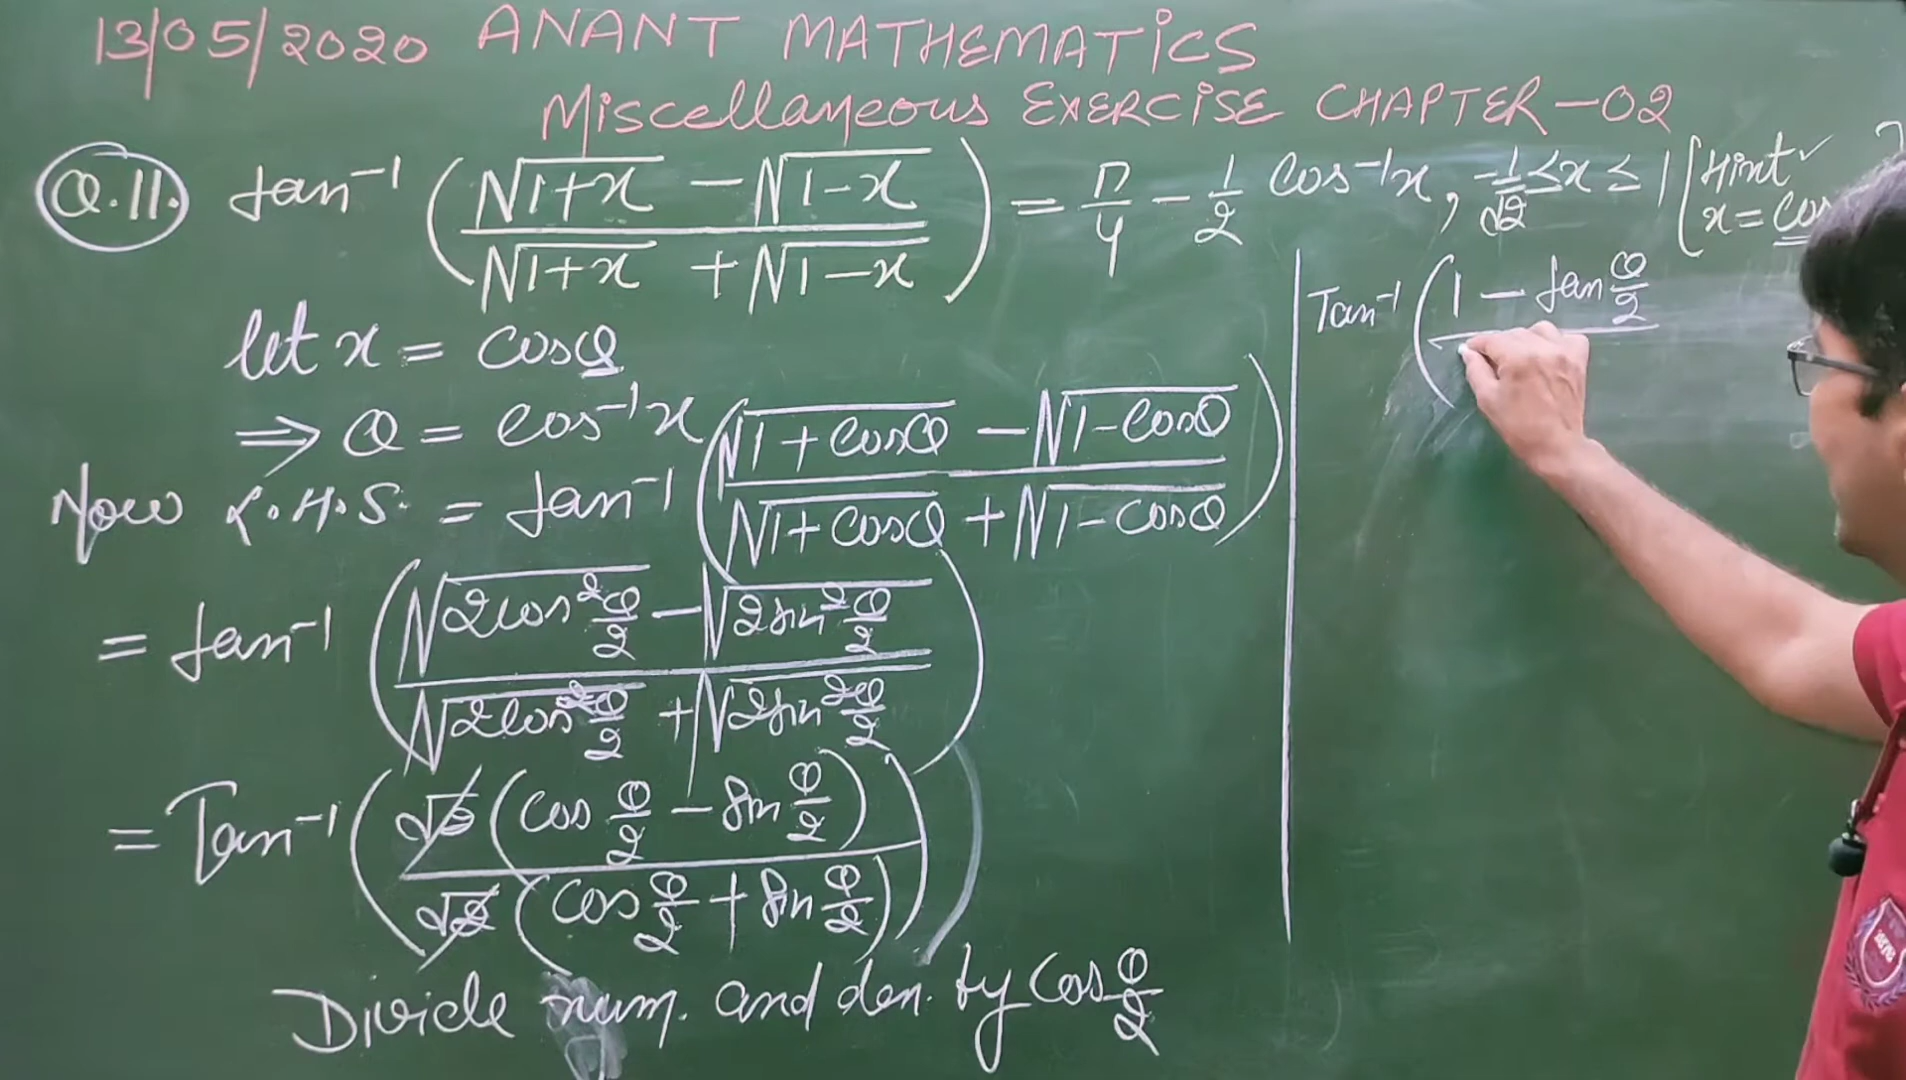 13/05/2020 ANANT MATHEMATICS
Miscellaneous EXERCISE CHAPTER-02
Q.11. tan⁻¹ ((√(1+x) − √(1−x)) / (√(1+x) + √(1−x))) = π/4 − 1/2 cos⁻¹x, −1/√2 ≤ x ≤ 1 [Hint
x = cos
let x = cosθ
⇒ θ = cos⁻¹x
Now L.H.S. = tan⁻¹ ((√(1+cosθ) − √(1−cosθ)) / (√(1+cosθ) + √(1−cosθ)))
= tan⁻¹ ((√(2cos²θ/2) − √(2sin²θ/2)) / (√(2cos²θ/2) + √(2sin²θ/2)))
= Tan⁻¹ (√2 (cos θ/2 − sin θ/2) / √2 (cos θ/2 + sin θ/2))
Divide num. and den. by cos θ/2
Tan⁻¹ (1 − tan θ/2